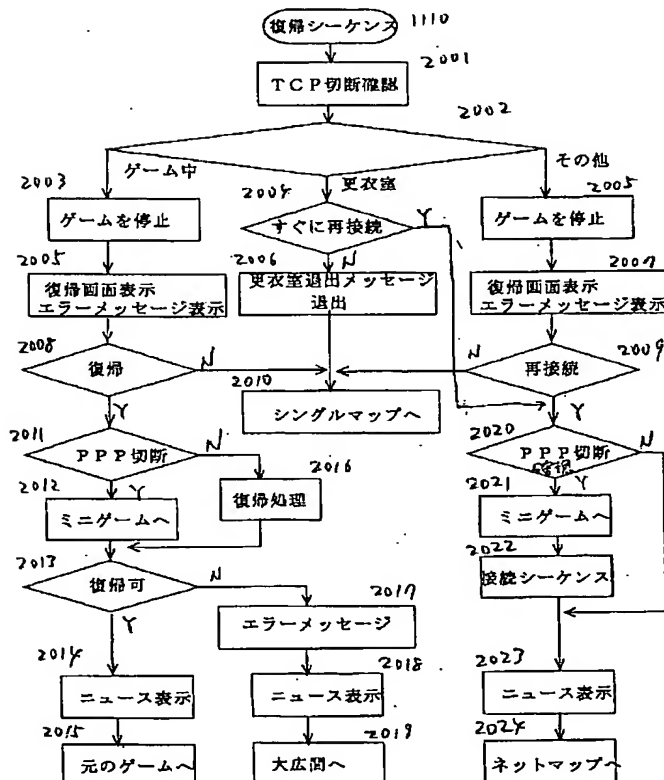 復帰シーケンス 1110
2001
TCP切断確認
2002
ゲーム中
更衣室
その他
2003
ゲームを停止
2004
すぐに再接続
Y
N
2005
ゲームを停止
2005
復帰画面表示
エラーメッセージ表示
2006
更衣室退出メッセージ
退出
2007
復帰画面表示
エラーメッセージ表示
2008
復帰
N
Y
2009
再接続
N
Y
2010
シングルマップへ
2011
PPP切断
N
Y
2012
ミニゲームへ
2016
復帰処理
2020
PPP切断
確認
N
Y
2021
ミニゲームへ
2022
接続シーケンス
2013
復帰可
N
Y
2017
エラーメッセージ
2014
ニュース表示
2018
ニュース表示
2023
ニュース表示
2015
元のゲームへ
2019
大広間へ
2024
ネットマップへ